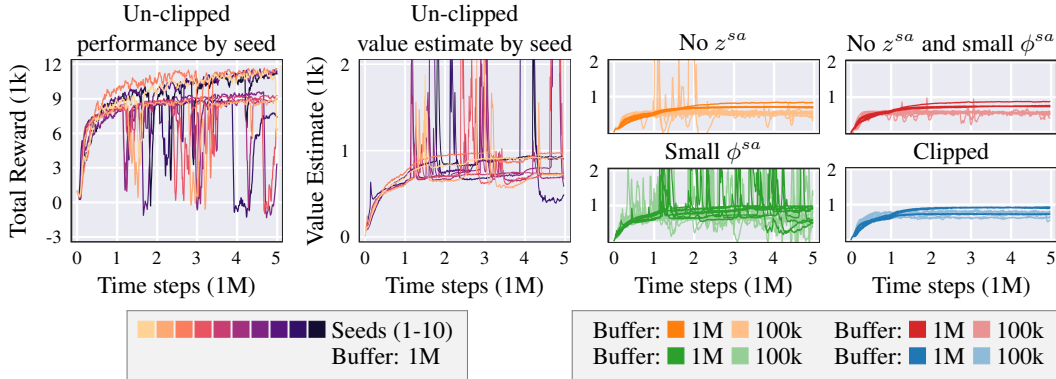 Un-clipped
performance by seed
Total Reward (1k)
12
9
6
3
0
-3
0 1 2 3 4 5
Time steps (1M)
Un-clipped
value estimate by seed
Value Estimate (1k)
2
1
0
0 1 2 3 4 5
Time steps (1M)
No z^{sa}
2
1
No z^{sa} and small ϕ^{sa}
2
1
Small ϕ^{sa}
2
1
0 1 2 3 4 5
Time steps (1M)
Clipped
2
1
0 1 2 3 4 5
Time steps (1M)
Seeds (1-10)
Buffer: 1M
Buffer: 1M 100k
Buffer: 1M 100k
Buffer: 1M 100k
Buffer: 1M 100k